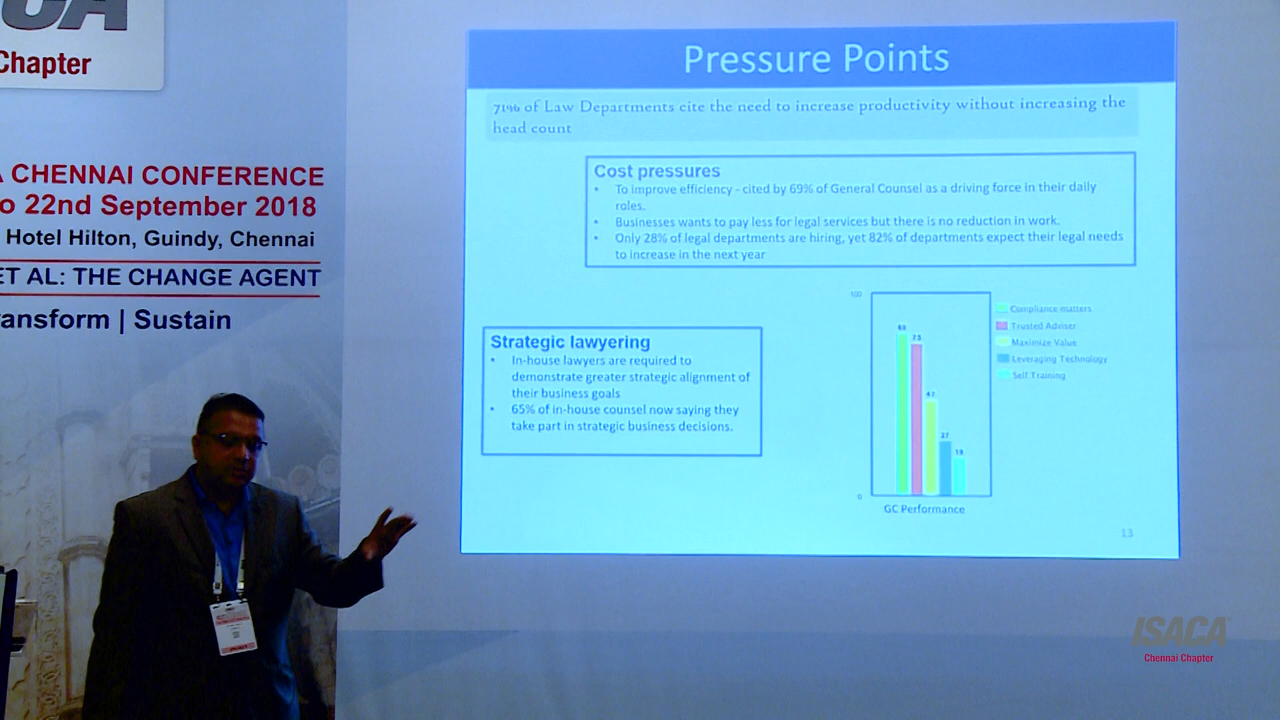 CA
Chapter
A CHENNAI CONFERENCE
o 22nd September 2018
Hotel Hilton, Guindy, Chennai
ET AL: THE CHANGE AGENT
ansform | Sustain
Pressure Points
71% of Law Departments cite the need to increase productivity without increasing the
head count
Cost pressures
• To improve efficiency - cited by 69% of General Counsel as a driving force in their daily
roles.
• Businesses wants to pay less for legal services but there is no reduction in work.
• Only 28% of legal departments are hiring, yet 82% of departments expect their legal needs
to increase in the next year
Strategic lawyering
• In-house lawyers are required to
demonstrate greater strategic alignment of
their business goals
• 65% of in-house counsel now saying they
take part in strategic business decisions.
100
75
47
27
0
GC Performance
Compliance matters
Trusted Adviser
Maximize Value
Leveraging Technology
Self Training
13
ISACA
Chennai Chapter